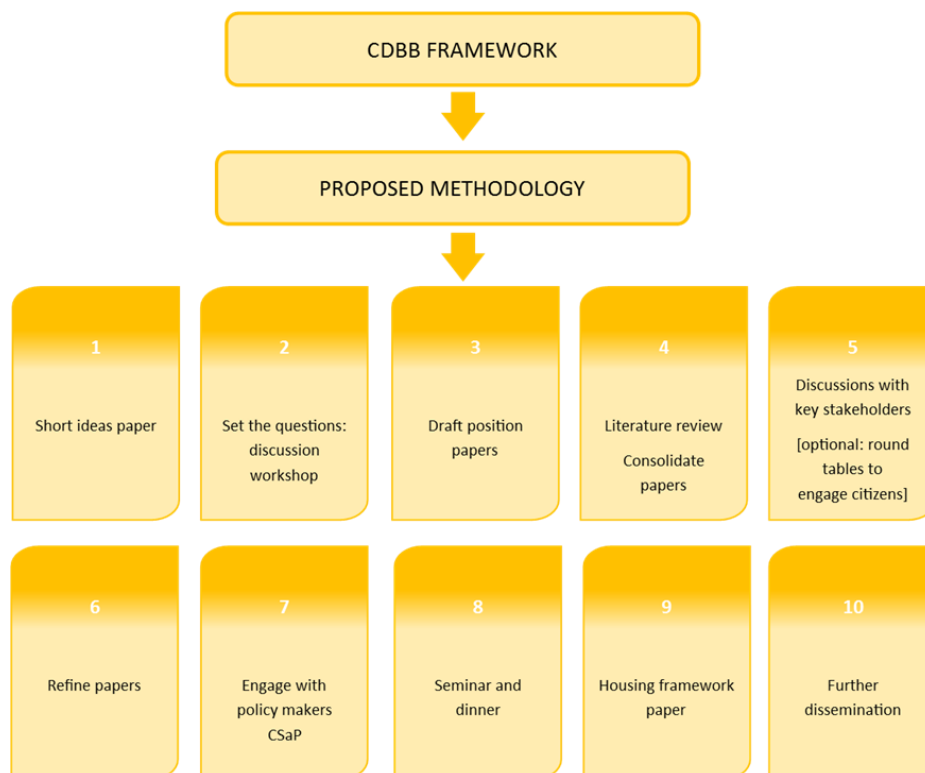 CDBB FRAMEWORK
PROPOSED METHODOLOGY
1
Short ideas paper
2
Set the questions:
discussion
workshop
3
Draft position
papers
4
Literature review
Consolidate
papers
5
Discussions with
key stakeholders
[optional: round
tables to
engage citizens]
6
Refine papers
7
Engage with
policy makers
CSaP
8
Seminar and
dinner
9
Housing framework
paper
10
Further
dissemination